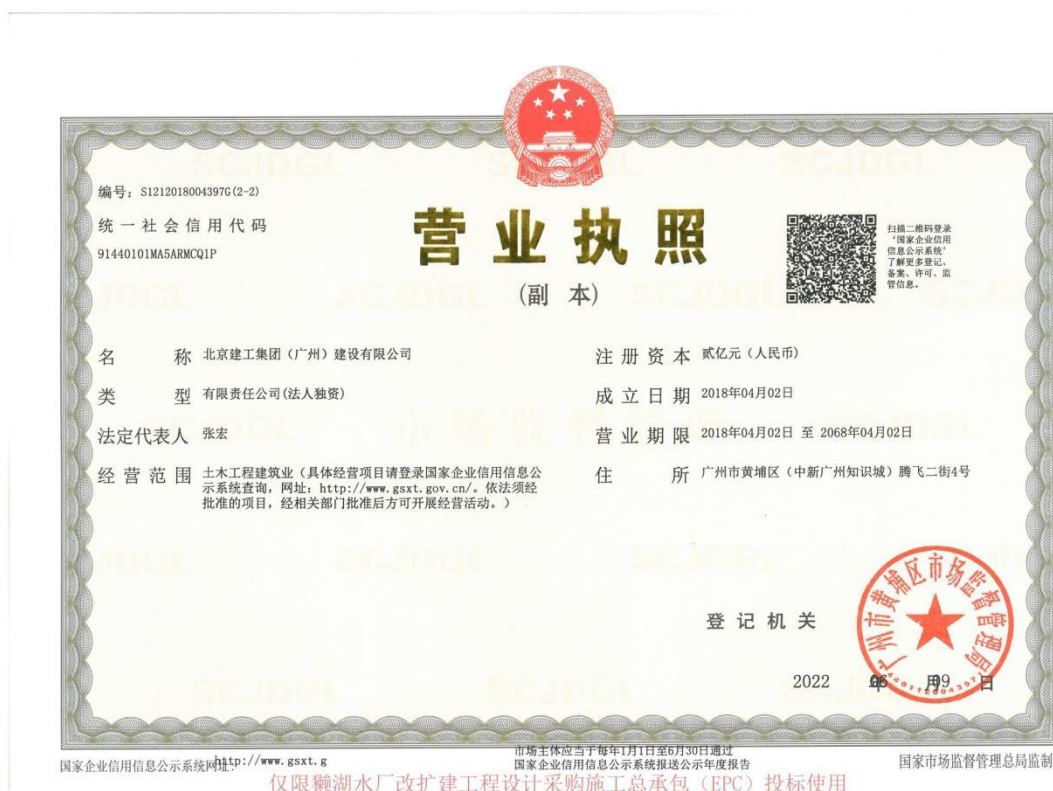 编号：S1212018004397G(2-2)
统一社会信用代码
91440101MA5ARMCQ1P
营业执照
(副 本)
扫描二维码登录
‘国家企业信用
信息公示系统’
了解更多登记、
备案、许可、监
管信息。
名 称 北京建工集团（广州）建设有限公司
类 型 有限责任公司(法人独资)
法定代表人 张宏
经营范围 土木工程建筑业（具体经营项目请登录国家企业信用信息公
示系统查询，网址：http://www.gsxt.gov.cn/。依法须经
批准的项目，经相关部门批准后方可开展经营活动。）
注册资本 贰亿元（人民币)
成立日期 2018年04月02日
营业期限 2018年04月02日 至 2068年04月02日
住 所 广州市黄埔区（中新广州知识城）腾飞二街4号
登记机关
广州市黄埔区市场监督管理局
2022 年 月09 日
国家企业信用信息公示系统网址：http://www.gsxt.g
市场主体应当于每年1月1日至6月30日通过
国家企业信用信息公示系统报送公示年度报告
国家市场监督管理总局监制
仅限獭湖水厂改扩建工程设计采购施工总承包（EPC）投标使用
SCJDGL
市场监督管理